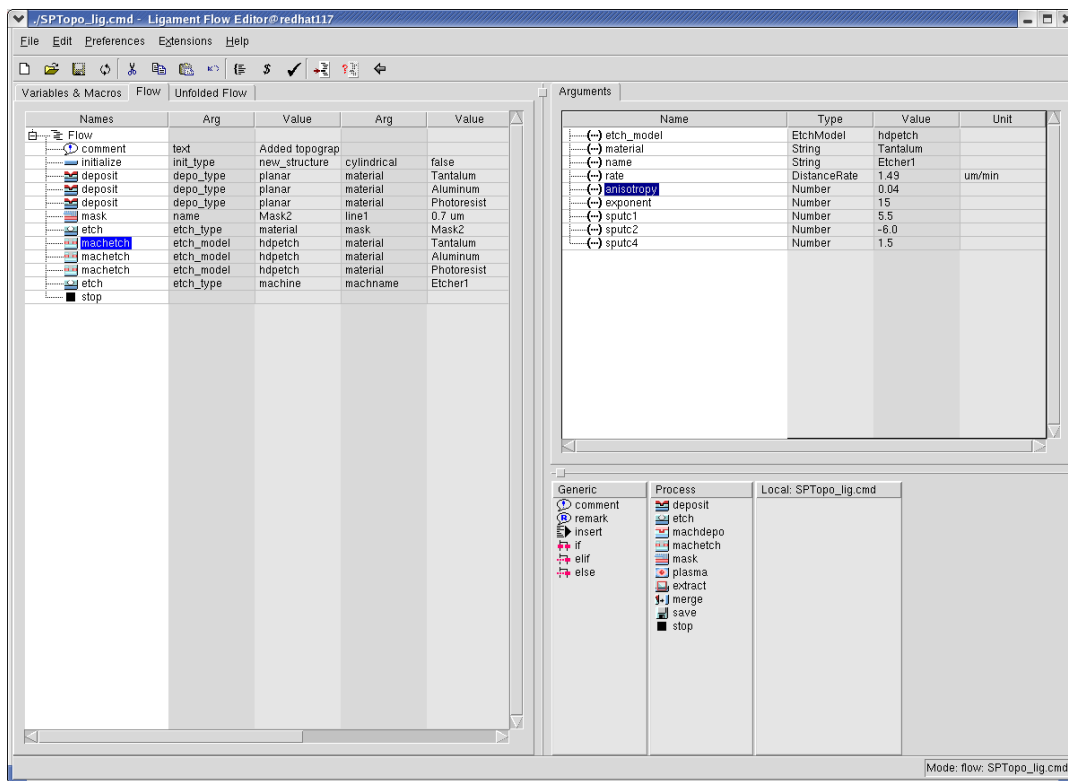 ./SPTopo_lig.cmd - Ligament Flow Editor@redhat117
File Edit Preferences Extensions Help
Variables & Macros Flow Unfolded Flow
Names Arg Value Arg Value
Flow
comment text Added topograp
initialize init_type new_structure cylindrical false
deposit depo_type planar material Tantalum
deposit depo_type planar material Aluminum
deposit depo_type planar material Photoresist
mask name Mask2 line1 0.7 um
etch etch_type material mask Mask2
machetch etch_model hdpetch material Tantalum
machetch etch_model hdpetch material Aluminum
machetch etch_model hdpetch material Photoresist
etch etch_type machine machname Etcher1
stop
Arguments
Name Type Value Unit
etch_model EtchModel hdpetch
material String Tantalum
name String Etcher1
rate DistanceRate 1.49 um/min
anisotropy Number 0.04
exponent Number 15
sputc1 Number 5.5
sputc2 Number -6.0
sputc4 Number 1.5
Generic
comment
remark
insert
if
elif
else
Process
deposit
etch
machdepo
machetch
mask
plasma
extract
merge
save
stop
Local: SPTopo_lig.cmd
Mode: flow: SPTopo_lig.cmd